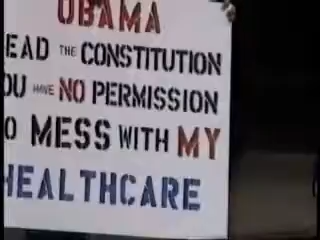 OBAMA
EAD THE CONSTITUTION
OU HAVE NO PERMISSION
O MESS WITH MY
HEALTHCARE